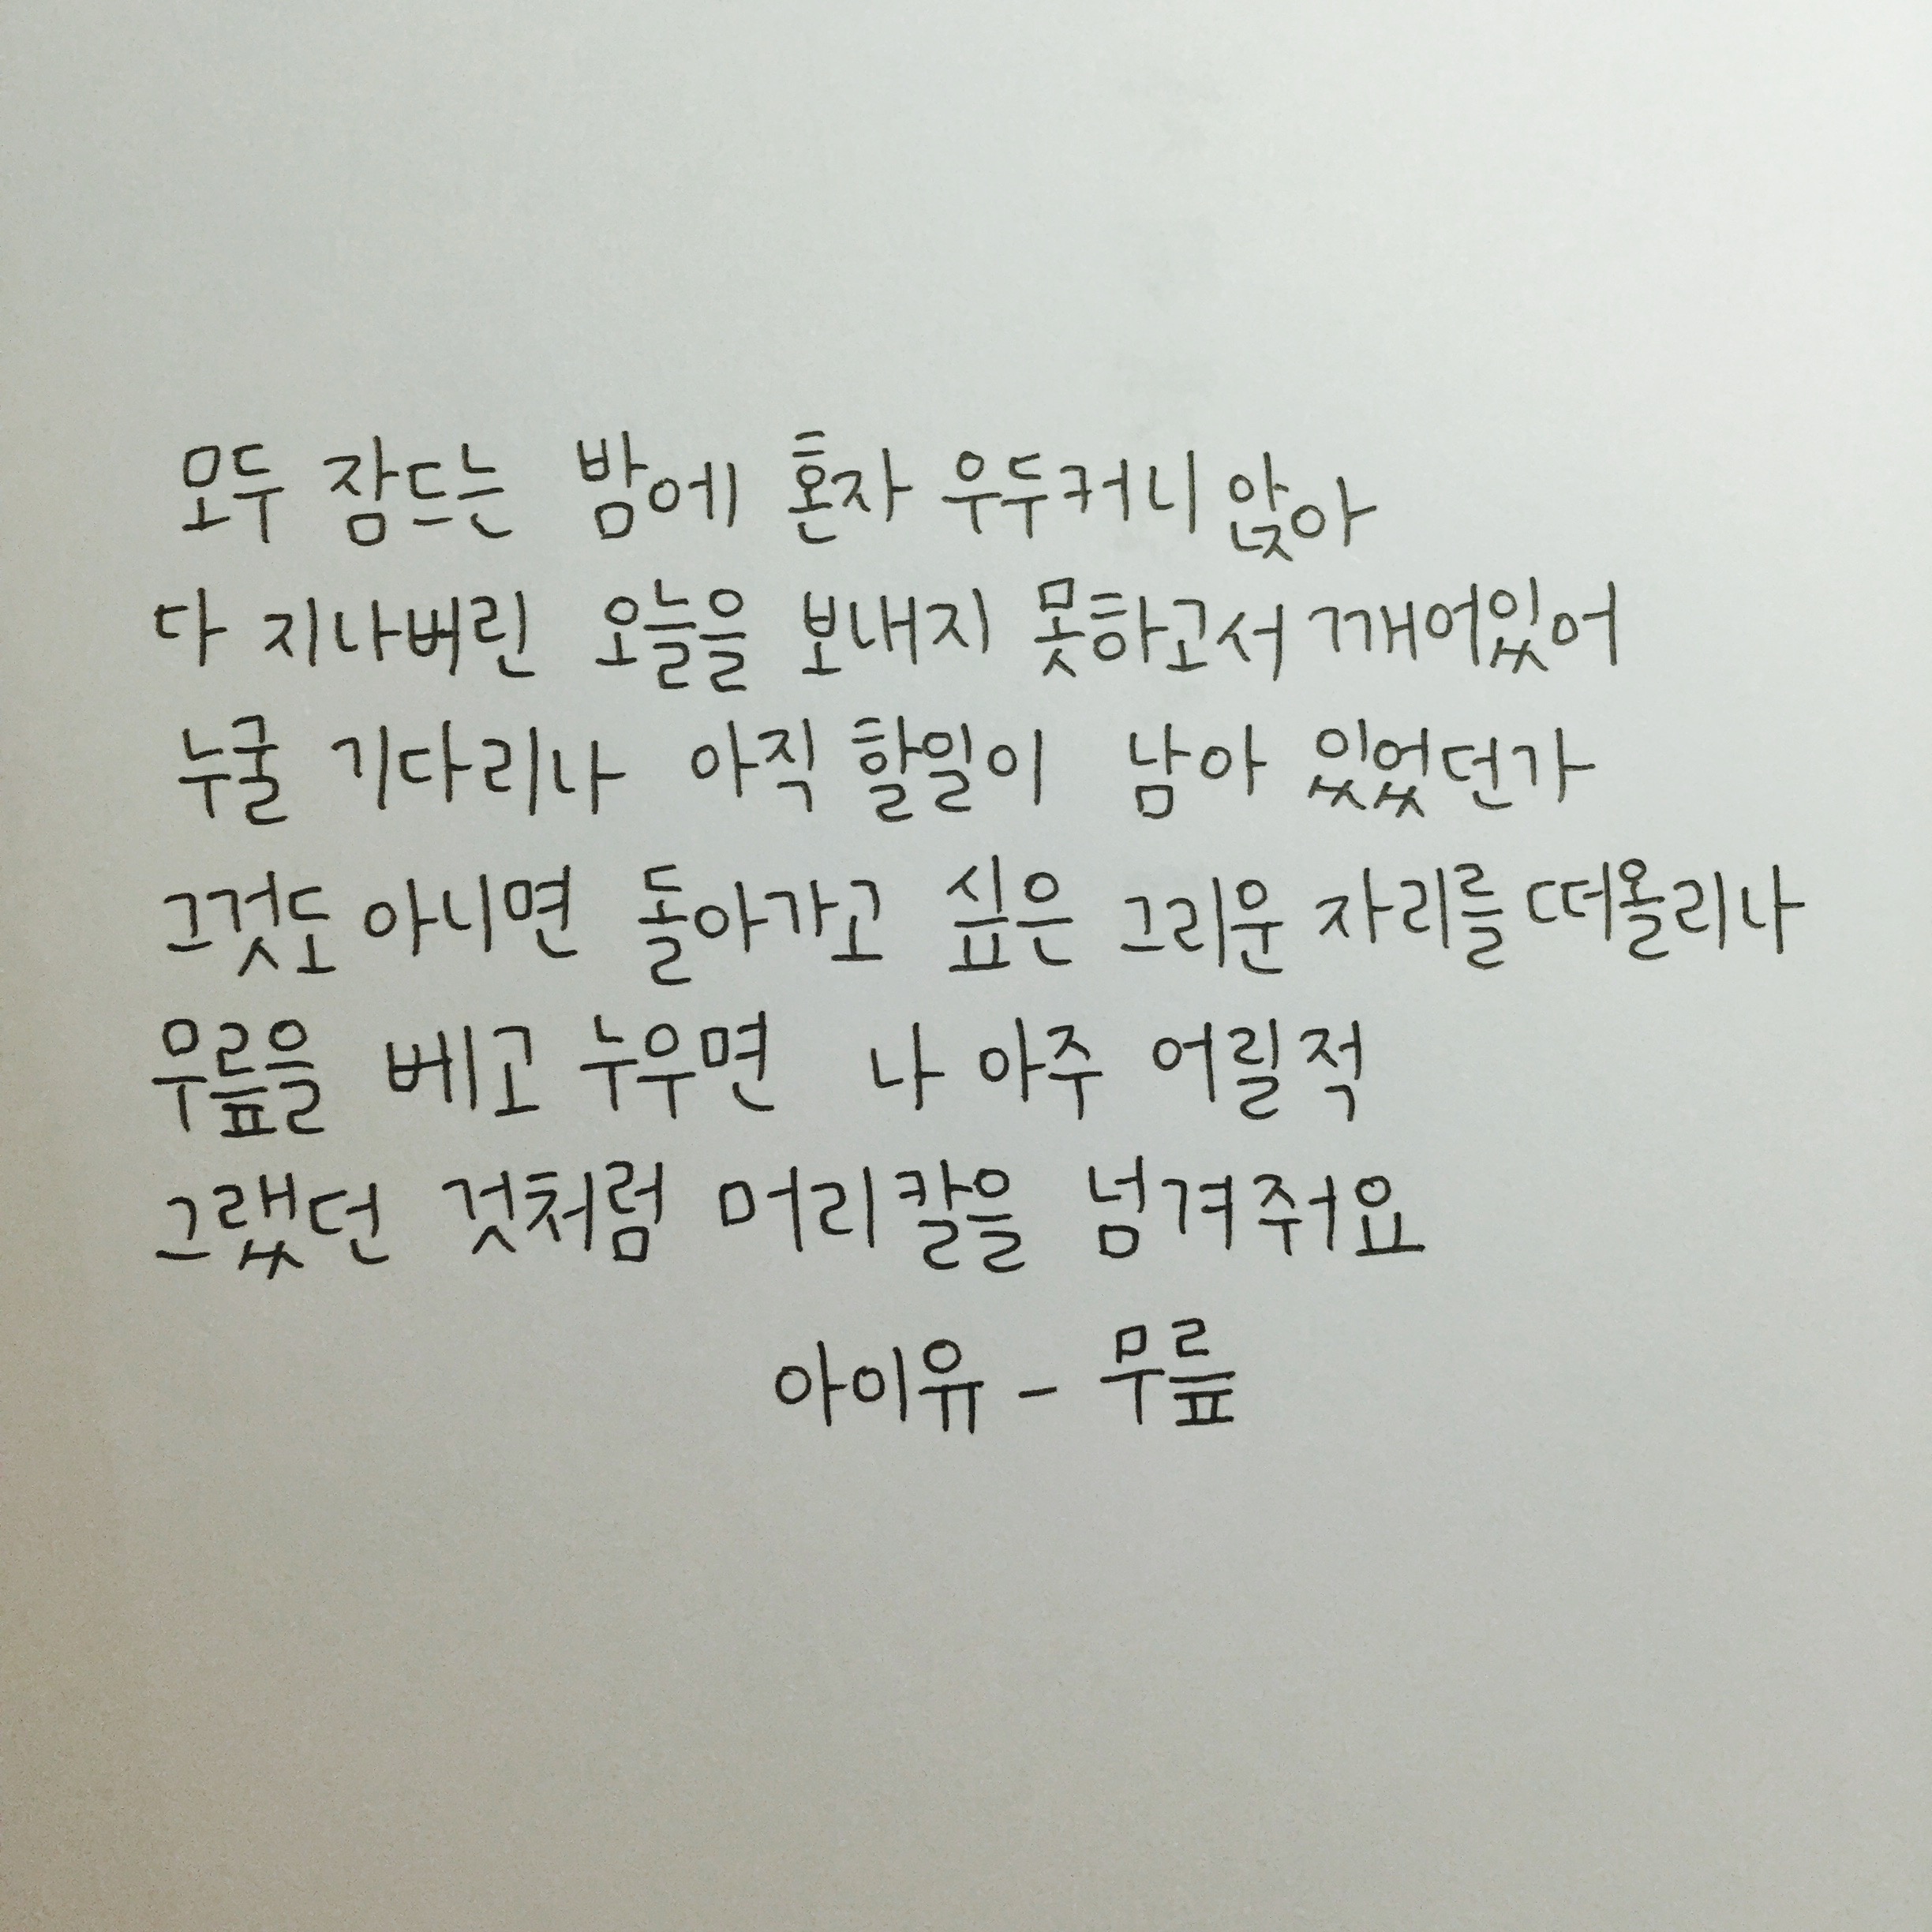 모두 잠드는 밤에 혼자 우두커니 앉아
다 지나버린 오늘을 보내지 못하고서 깨어있어
누굴 기다리나 아직 할일이 남아 있었던가
그것도 아니면 돌아가고 싶은 그리운 자리를 떠올리나
무릎을 베고 누우면 나 아주 어릴적
그랬던 것처럼 머리칼을 넘겨줘요
아이유 - 무릎